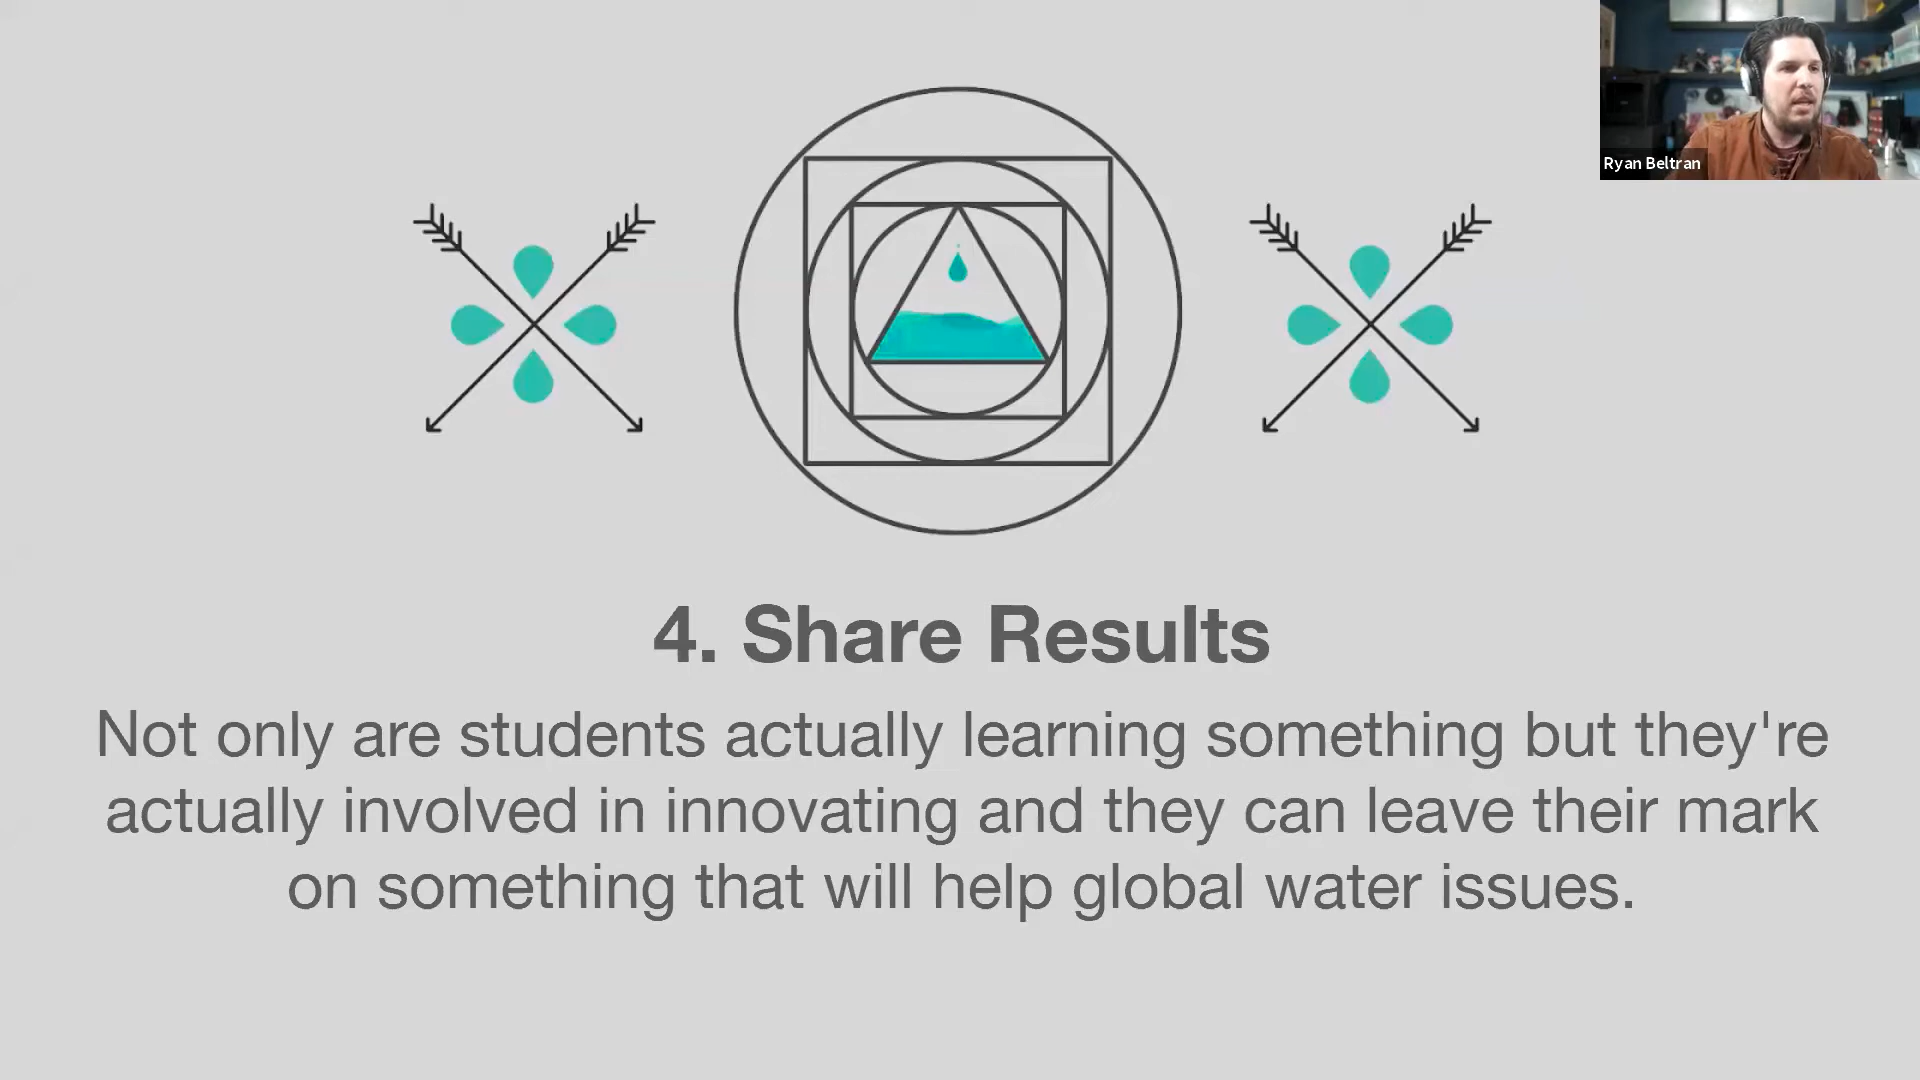 Ryan Beltran
4. Share Results
Not only are students actually learning something but they're
actually involved in innovating and they can leave their mark
on something that will help global water issues.